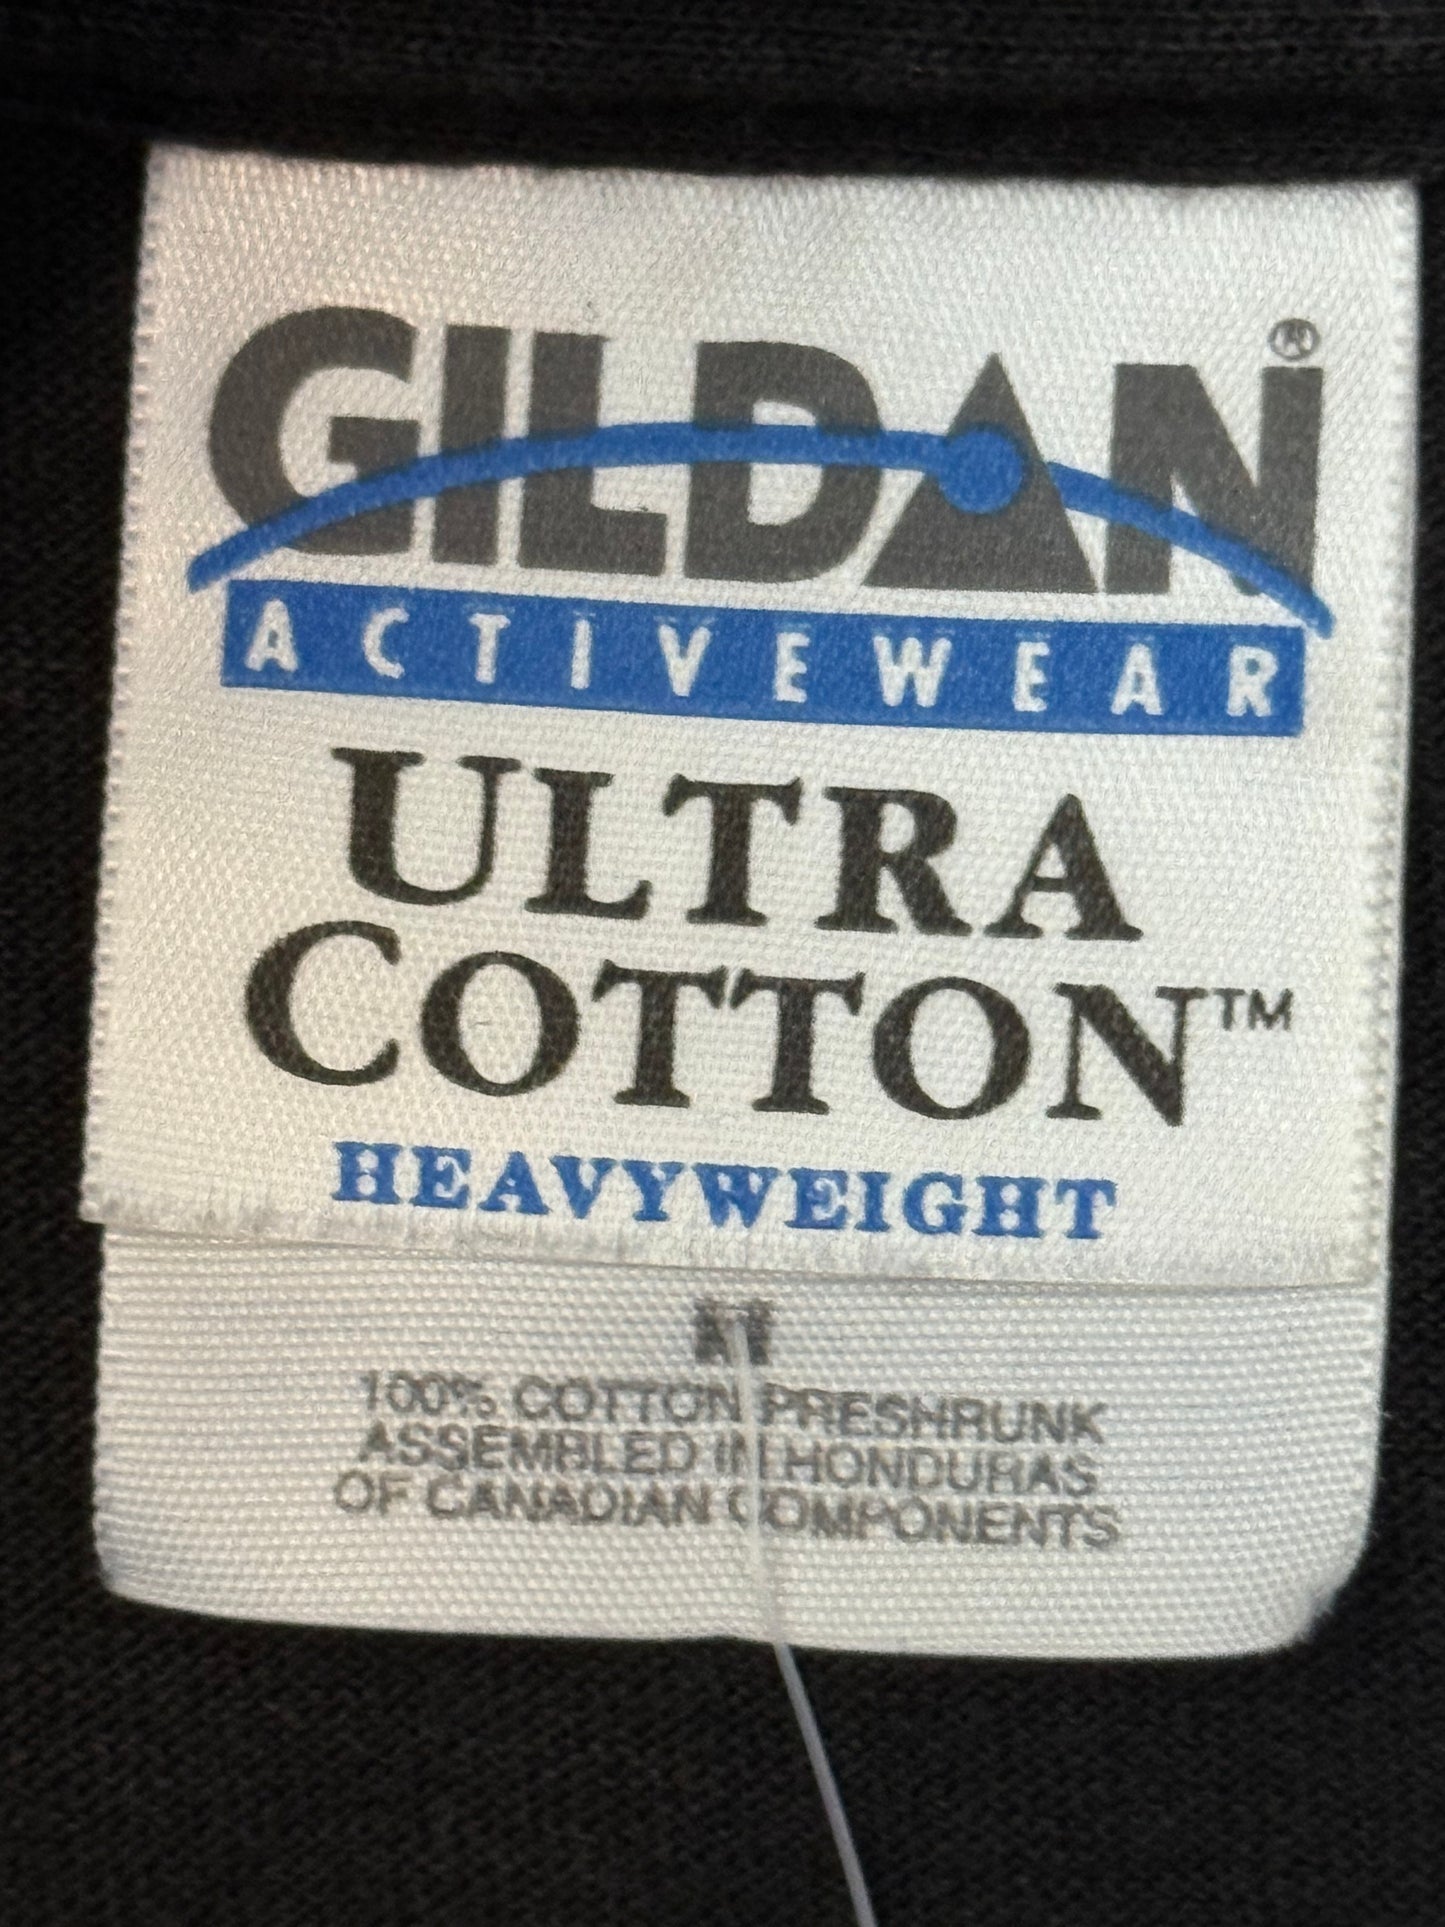 GILDAN®
ACTIVEWEAR
ULTRA
COTTON™
HEAVYWEIGHT
M
100% COTTON PRESHRUNK
ASSEMBLED IN HONDURAS
OF CANADIAN COMPONENTS